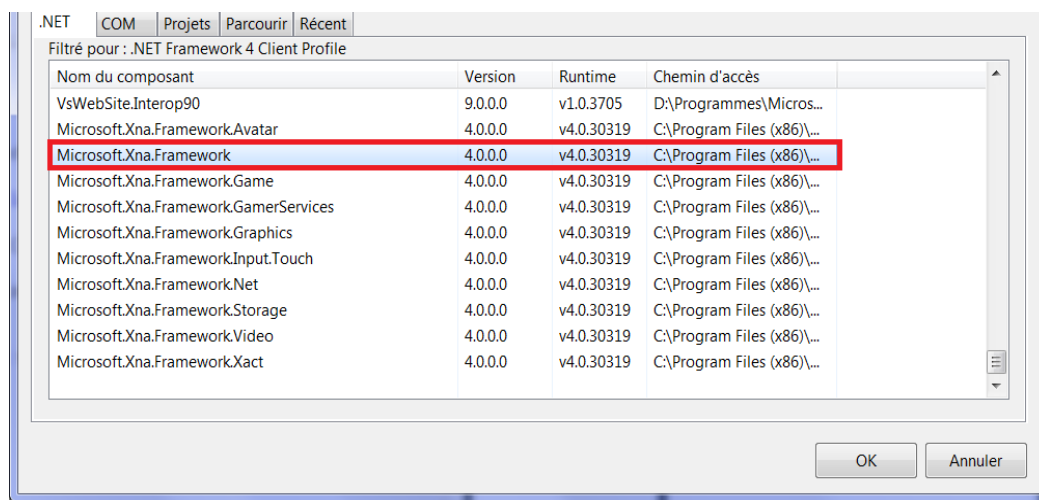 .NET COM Projets Parcourir Récent
Filtré pour : .NET Framework 4 Client Profile
Nom du composant Version Runtime Chemin d'accès
VsWebSite.Interop90 9.0.0.0 v1.0.3705 D:\Programmes\Micros...
Microsoft.Xna.Framework.Avatar 4.0.0.0 v4.0.30319 C:\Program Files (x86)\...
Microsoft.Xna.Framework 4.0.0.0 v4.0.30319 C:\Program Files (x86)\...
Microsoft.Xna.Framework.Game 4.0.0.0 v4.0.30319 C:\Program Files (x86)\...
Microsoft.Xna.Framework.GamerServices 4.0.0.0 v4.0.30319 C:\Program Files (x86)\...
Microsoft.Xna.Framework.Graphics 4.0.0.0 v4.0.30319 C:\Program Files (x86)\...
Microsoft.Xna.Framework.Input.Touch 4.0.0.0 v4.0.30319 C:\Program Files (x86)\...
Microsoft.Xna.Framework.Net 4.0.0.0 v4.0.30319 C:\Program Files (x86)\...
Microsoft.Xna.Framework.Storage 4.0.0.0 v4.0.30319 C:\Program Files (x86)\...
Microsoft.Xna.Framework.Video 4.0.0.0 v4.0.30319 C:\Program Files (x86)\...
Microsoft.Xna.Framework.Xact 4.0.0.0 v4.0.30319 C:\Program Files (x86)\...
OK Annuler